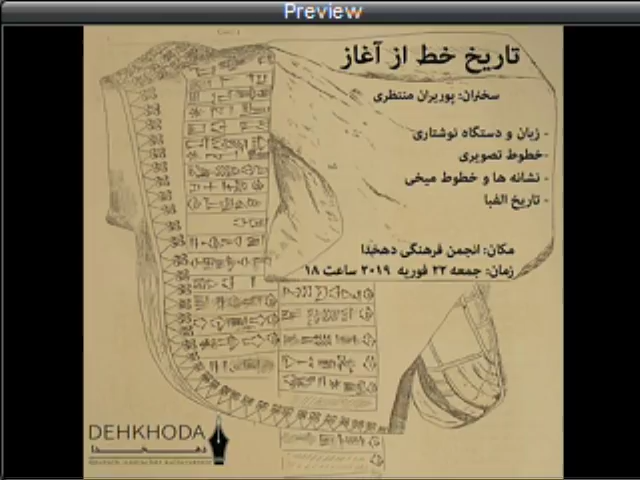 Preview
تاریخ خط از آغاز
سخنران: پوریران منتظری
- زبان و دستگاه نوشتاری
-خطوط تصویری
- نشانه ها و خطوط میخی
- تاریخ الفبا
مکان: انجمن فرهنگی دهخدا
زمان: جمعه ۲۲ فوریه ۲۰۱۹ ساعت ۱۸
DEHKHODA
دهخدا